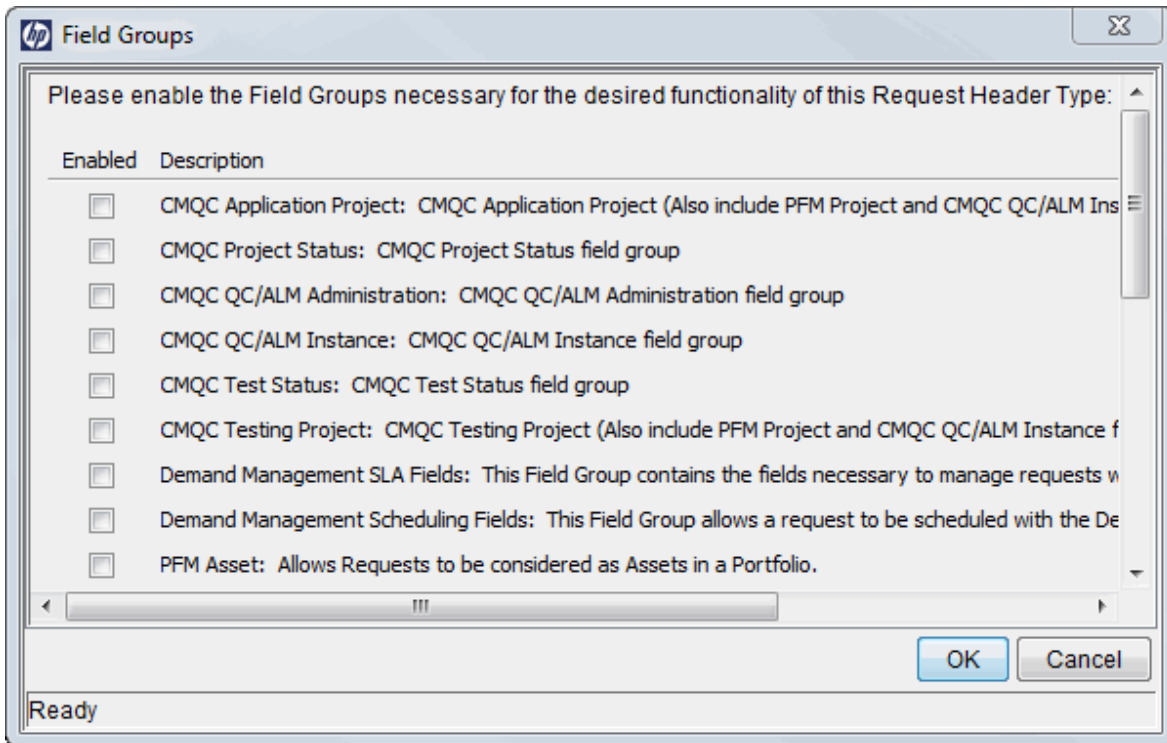 hp Field Groups
Please enable the Field Groups necessary for the desired functionality of this Request Header Type:
Enabled Description
CMQC Application Project: CMQC Application Project (Also include PFM Project and CMQC QC/ALM Ins
CMQC Project Status: CMQC Project Status field group
CMQC QC/ALM Administration: CMQC QC/ALM Administration field group
CMQC QC/ALM Instance: CMQC QC/ALM Instance field group
CMQC Test Status: CMQC Test Status field group
CMQC Testing Project: CMQC Testing Project (Also include PFM Project and CMQC QC/ALM Instance f
Demand Management SLA Fields: This Field Group contains the fields necessary to manage requests w
Demand Management Scheduling Fields: This Field Group allows a request to be scheduled with the De
PFM Asset: Allows Requests to be considered as Assets in a Portfolio.
OK Cancel
Ready